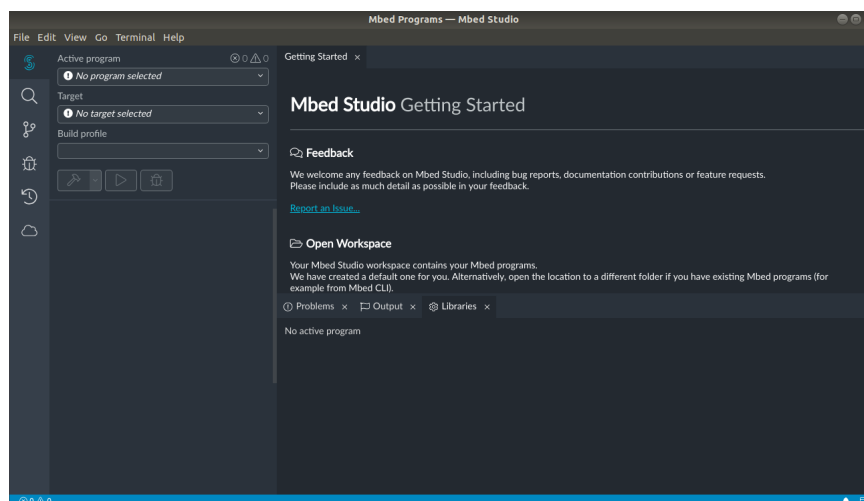 Mbed Programs — Mbed Studio
File Edit View Go Terminal Help
Active program 0 0
No program selected
Target
No target selected
Build profile
Getting Started ×
Mbed Studio Getting Started
Feedback
We welcome any feedback on Mbed Studio, including bug reports, documentation contributions or feature requests.
Please include as much detail as possible in your feedback.
Report an Issue...
Open Workspace
Your Mbed Studio workspace contains your Mbed programs.
We have created a default one for you. Alternatively, open the location to a different folder if you have existing Mbed programs (for
example from Mbed CLI).
Problems × Output × Libraries ×
No active program
0 0